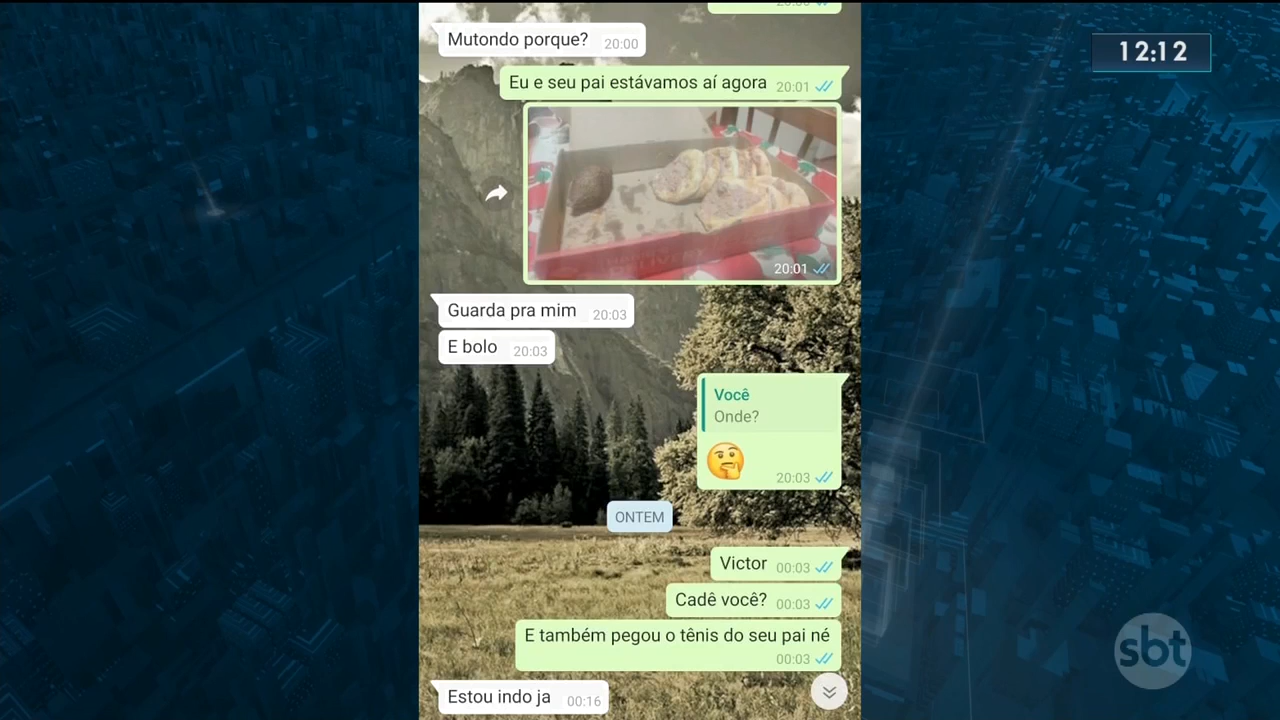 20:00
Mutondo porque? 20:00
12:12
Eu e seu pai estávamos aí agora 20:01
20:01
Guarda pra mim 20:03
E bolo 20:03
Você
Onde?
20:03
ONTEM
Victor 00:03
Cadê você? 00:03
E também pegou o tênis do seu pai né
00:03
sbt
Estou indo ja 00:16